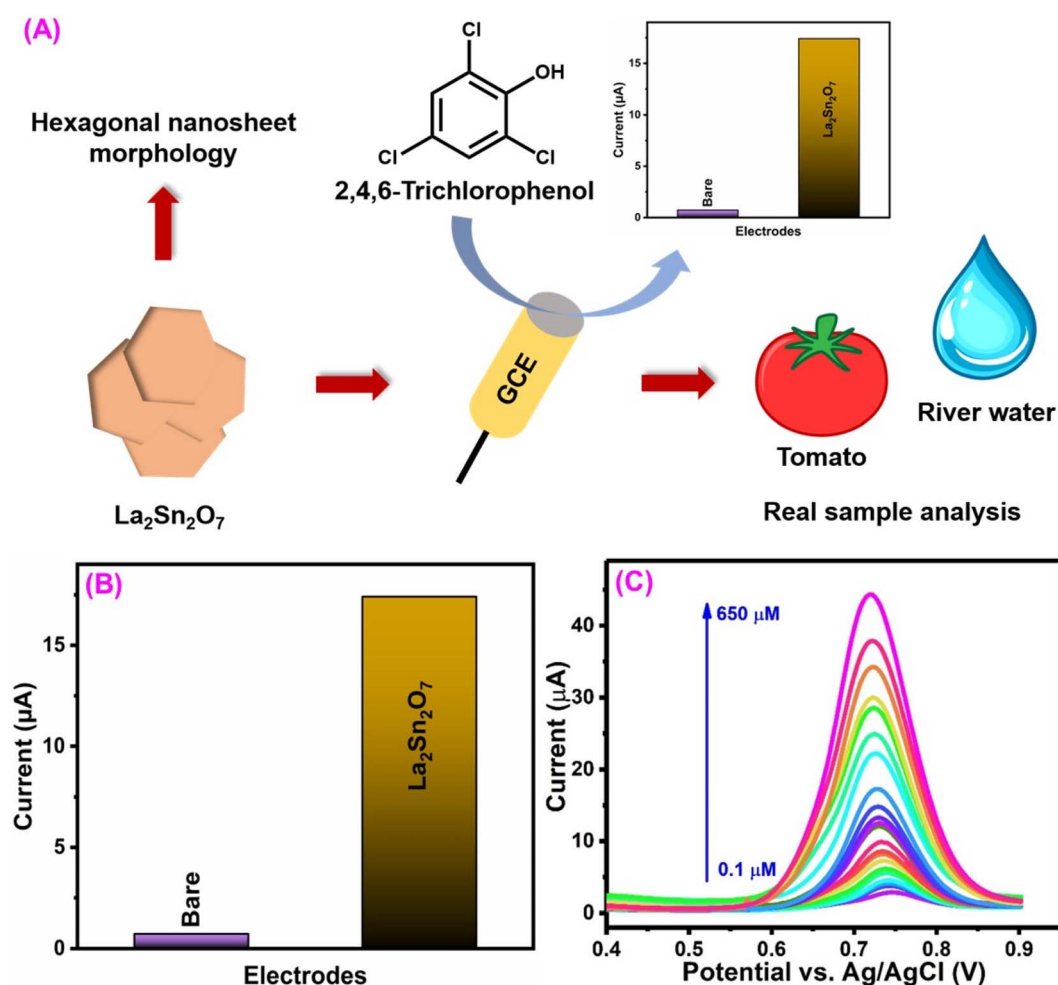 (A)
Cl
OH
Cl
Cl
2,4,6-Trichlorophenol
Hexagonal nanosheet
morphology
Current (µA)
15
10
5
0
Bare
La₂Sn₂O₇
Electrodes
La₂Sn₂O₇
GCE
Tomato
River water
Real sample analysis
(B)
Current (µA)
15
10
5
0
Bare
La₂Sn₂O₇
Electrodes
(C)
Current (µA)
40
30
20
10
0
650 µM
0.1 µM
0.4 0.5 0.6 0.7 0.8 0.9
Potential vs. Ag/AgCl (V)